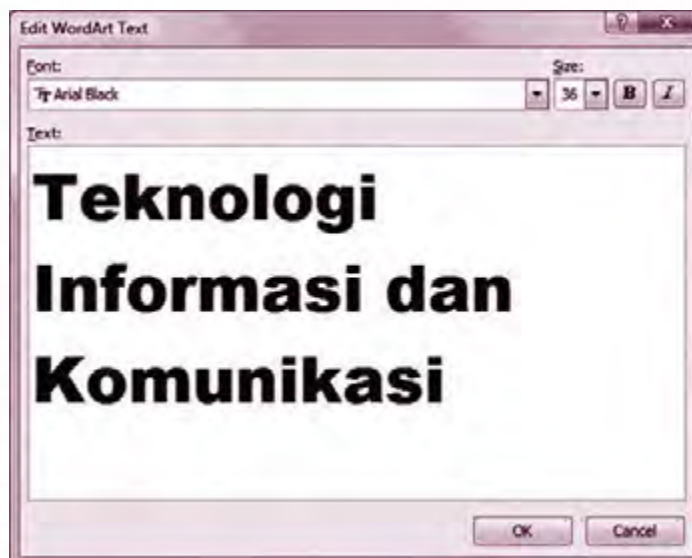 Edit WordArt Text
Font:
Size:
Arial Black
36
B
I
Text:
Teknologi
Informasi dan
Komunikasi
OK
Cancel